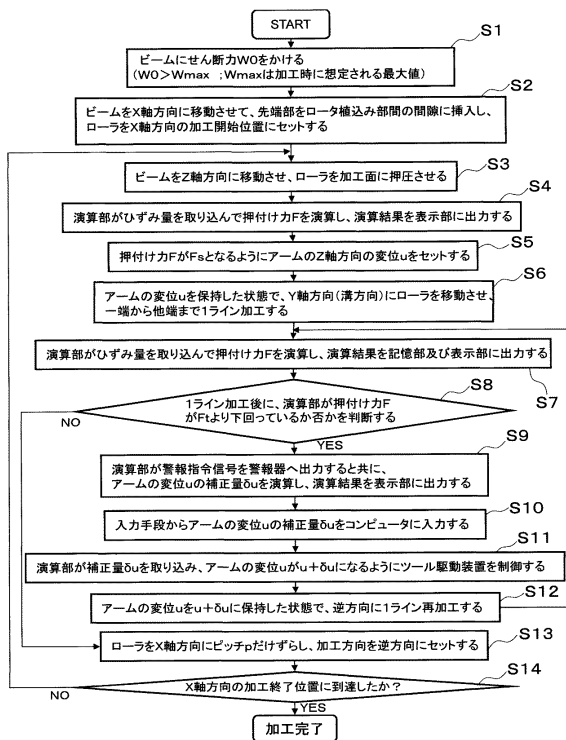 START
S1
ビームにせん断力W0をかける
(W0＞Wmax ；Wmaxは加工時に想定される最大値)
S2
ビームをX軸方向に移動させて、先端部をロータ植込み部間の間隙に挿入し、
ローラをX軸方向の加工開始位置にセットする
S3
ビームをZ軸方向に移動させ、ローラを加工面に押圧させる
S4
演算部がひずみ量を取り込んで押付け力Fを演算し、演算結果を表示部に出力する
S5
押付け力FがFsとなるようにアームのZ軸方向の変位uをセットする
S6
アームの変位uを保持した状態で、Y軸方向(溝方向)にローラを移動させ、
一端から他端まで1ライン加工する
演算部がひずみ量を取り込んで押付け力Fを演算し、演算結果を記憶部及び表示部に出力する
S7
S8
1ライン加工後に、演算部が押付け力F
がFtより下回っているか否かを判断する
NO
YES
S9
演算部が警報指令信号を警報器へ出力すると共に、
アームの変位uの補正量δuを演算し、演算結果を表示部に出力する
S10
入力手段からアームの変位uの補正量δuをコンピュータに入力する
S11
演算部が補正量δuを取り込み、アームの変位uがu＋δuになるようにツール駆動装置を制御する
S12
アームの変位uをu＋δuに保持した状態で、逆方向に1ライン再加工する
S13
ローラをX軸方向にピッチpだけずらし、加工方向を逆方向にセットする
S14
X軸方向の加工終了位置に到達したか？
NO
YES
加工完了